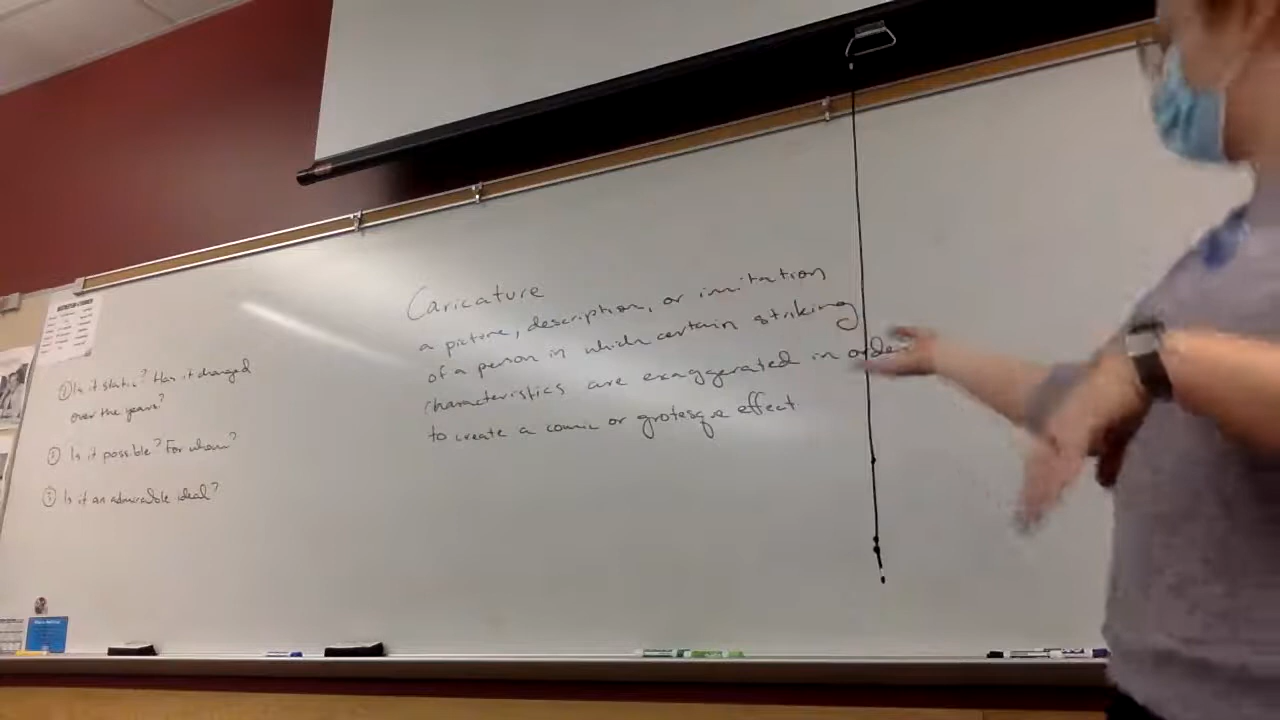 ① Is it static? Has it changed
over the years?
② Is it possible? For whom?
③ Is it an admirable ideal?
Caricature
a picture, description, or imitation
of a person in which certain striking
characteristics are exaggerated in order
to create a comic or grotesque effect